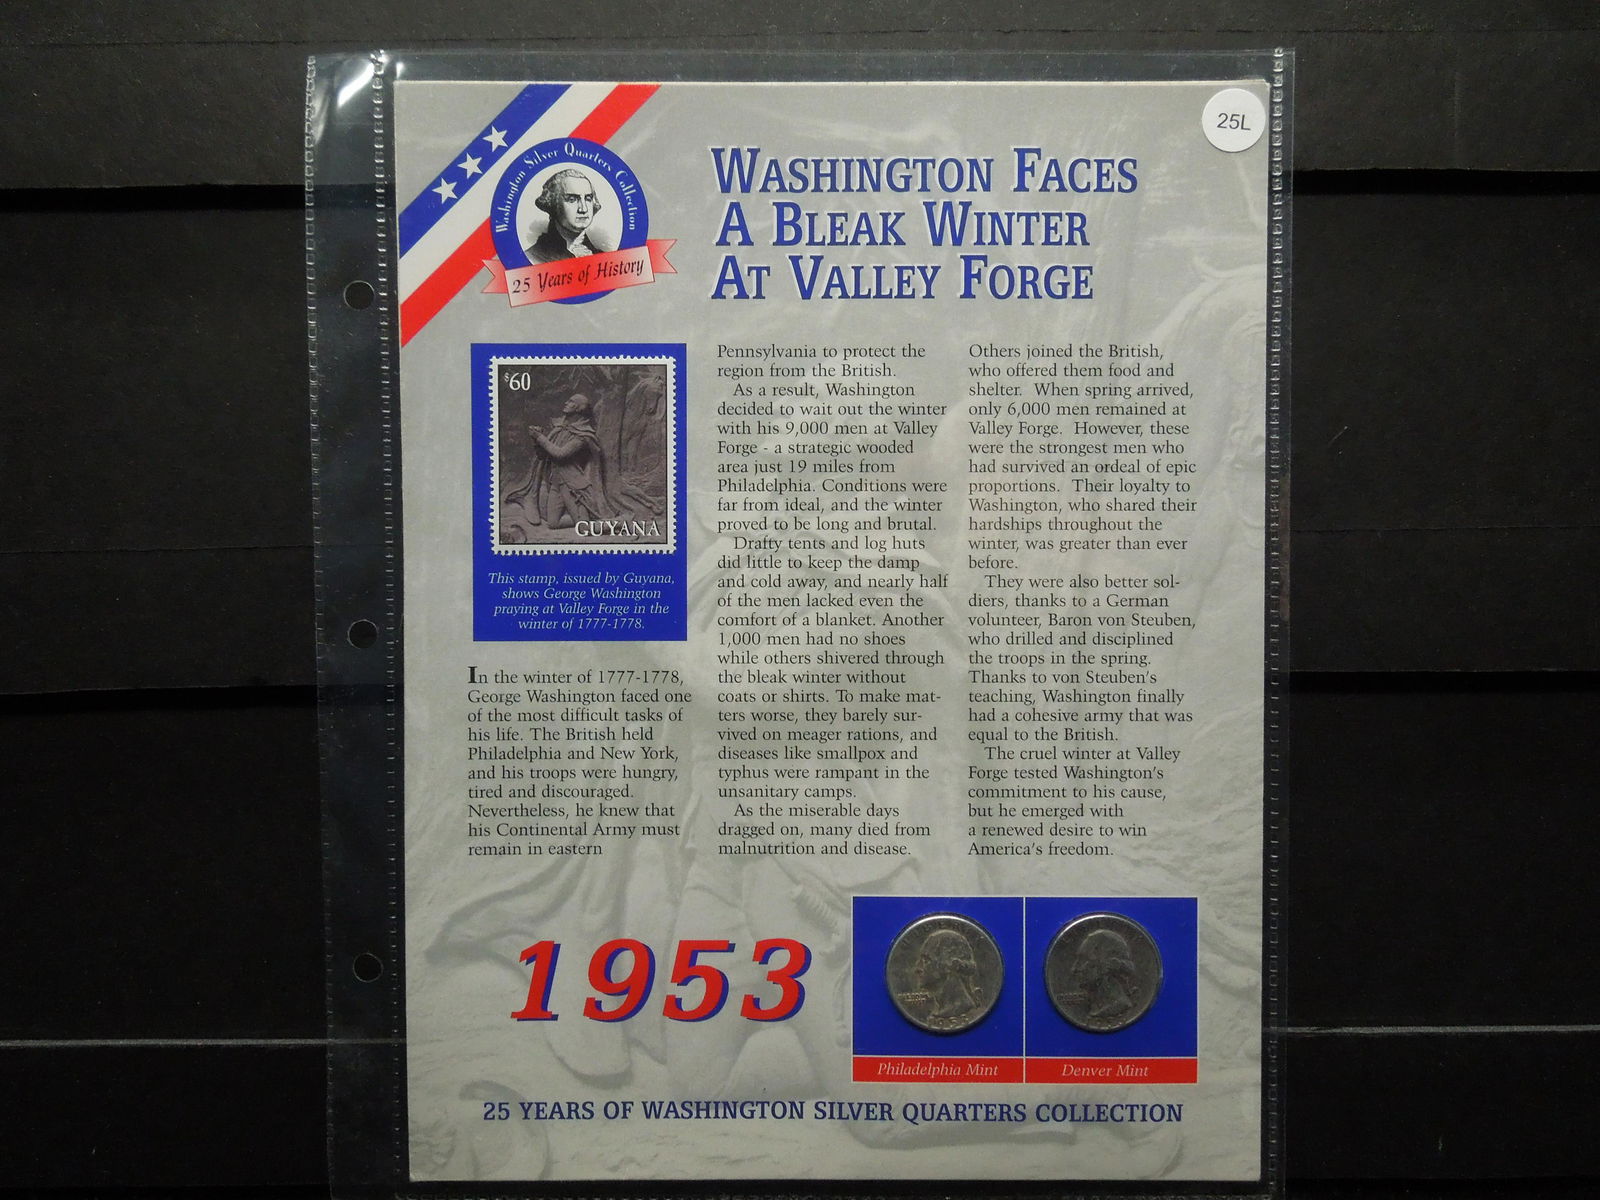 25L
Washington Silver Quarters Collection
25 Years of History
WASHINGTON FACES
A BLEAK WINTER
AT VALLEY FORGE
$60
GUYANA
This stamp, issued by Guyana,
shows George Washington
praying at Valley Forge in the
winter of 1777-1778.
In the winter of 1777-1778,
George Washington faced one
of the most difficult tasks of
his life. The British held
Philadelphia and New York,
and his troops were hungry,
tired and discouraged.
Nevertheless, he knew that
his Continental Army must
remain in eastern
Pennsylvania to protect the
region from the British.
As a result, Washington
decided to wait out the winter
with his 9,000 men at Valley
Forge - a strategic wooded
area just 19 miles from
Philadelphia. Conditions were
far from ideal, and the winter
proved to be long and brutal.
Drafty tents and log huts
did little to keep the damp
and cold away, and nearly half
of the men lacked even the
comfort of a blanket. Another
1,000 men had no shoes
while others shivered through
the bleak winter without
coats or shirts. To make mat-
ters worse, they barely sur-
vived on meager rations, and
diseases like smallpox and
typhus were rampant in the
unsanitary camps.
As the miserable days
dragged on, many died from
malnutrition and disease.
Others joined the British,
who offered them food and
shelter. When spring arrived,
only 6,000 men remained at
Valley Forge. However, these
were the strongest men who
had survived an ordeal of epic
proportions. Their loyalty to
Washington, who shared their
hardships throughout the
winter, was greater than ever
before.
They were also better sol-
diers, thanks to a German
volunteer, Baron von Steuben,
who drilled and disciplined
the troops in the spring.
Thanks to von Steuben's
teaching, Washington finally
had a cohesive army that was
equal to the British.
The cruel winter at Valley
Forge tested Washington's
commitment to his cause,
but he emerged with
a renewed desire to win
America's freedom.
1953
Philadelphia Mint
Denver Mint
25 YEARS OF WASHINGTON SILVER QUARTERS COLLECTION